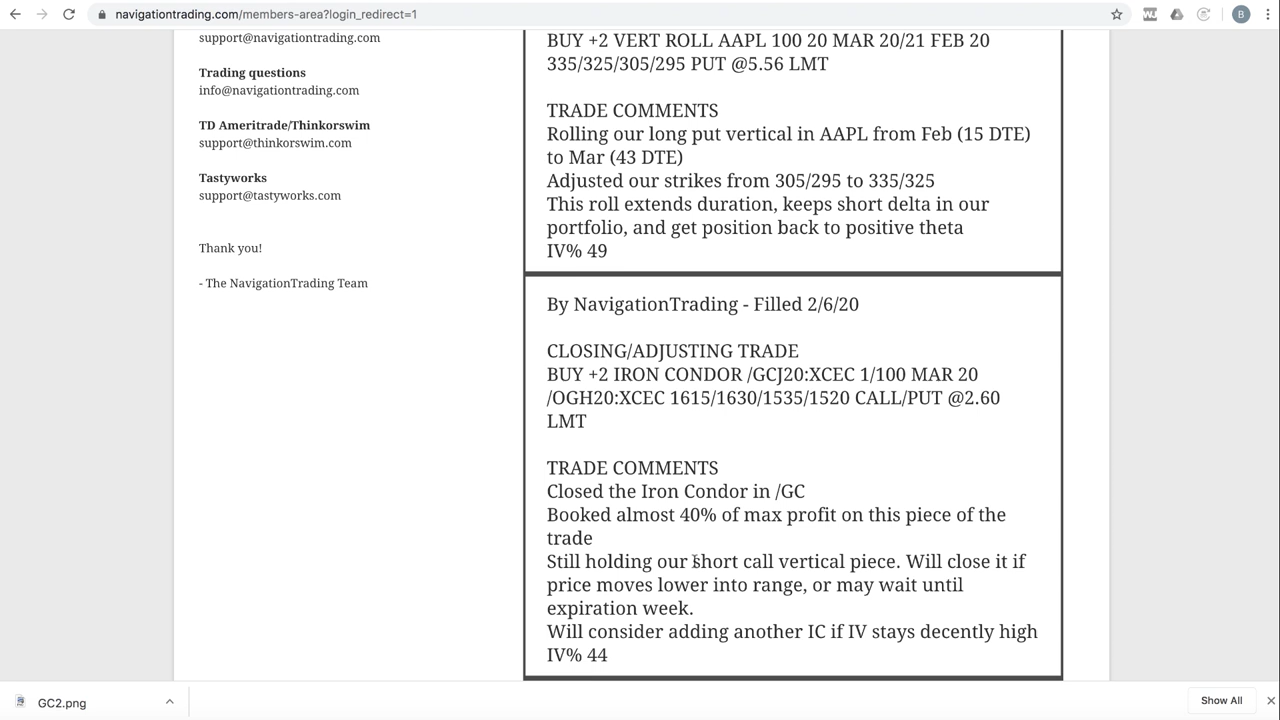 navigationtrading.com/members-area?login_redirect=1
B
support@navigationtrading.com
Trading questions
info@navigationtrading.com
TD Ameritrade/Thinkorswim
support@thinkorswim.com
Tastyworks
support@tastyworks.com
Thank you!
- The NavigationTrading Team
BUY +2 VERT ROLL AAPL 100 20 MAR 20/21 FEB 20
335/325/305/295 PUT @5.56 LMT
TRADE COMMENTS
Rolling our long put vertical in AAPL from Feb (15 DTE)
to Mar (43 DTE)
Adjusted our strikes from 305/295 to 335/325
This roll extends duration, keeps short delta in our
portfolio, and get position back to positive theta
IV% 49
By NavigationTrading - Filled 2/6/20
CLOSING/ADJUSTING TRADE
BUY +2 IRON CONDOR /GCJ20:XCEC 1/100 MAR 20
/OGH20:XCEC 1615/1630/1535/1520 CALL/PUT @2.60
LMT
TRADE COMMENTS
Closed the Iron Condor in /GC
Booked almost 40% of max profit on this piece of the
trade
Still holding our short call vertical piece. Will close it if
price moves lower into range, or may wait until
expiration week.
Will consider adding another IC if IV stays decently high
IV% 44
GC2.png
Show All